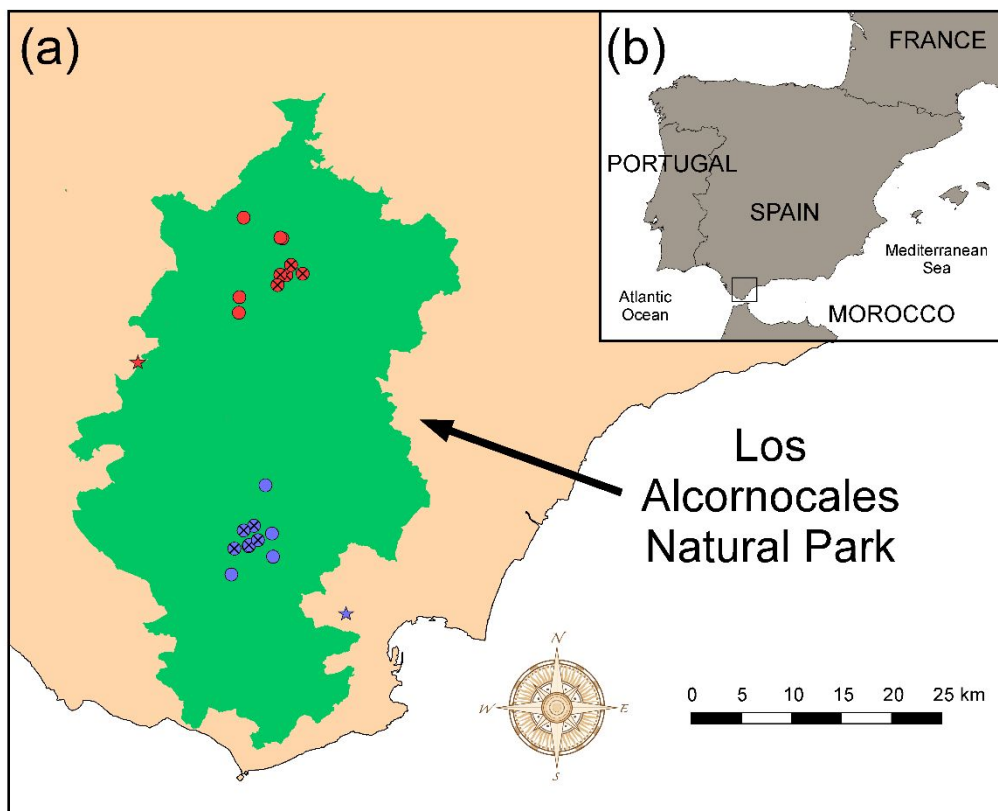 (a)
(b)
FRANCE
PORTUGAL
SPAIN
Mediterranean
Sea
Atlantic
Ocean
MOROCCO
Los
Alcornocales
Natural Park
N
W
E
S
0 5 10 15 20 25 km